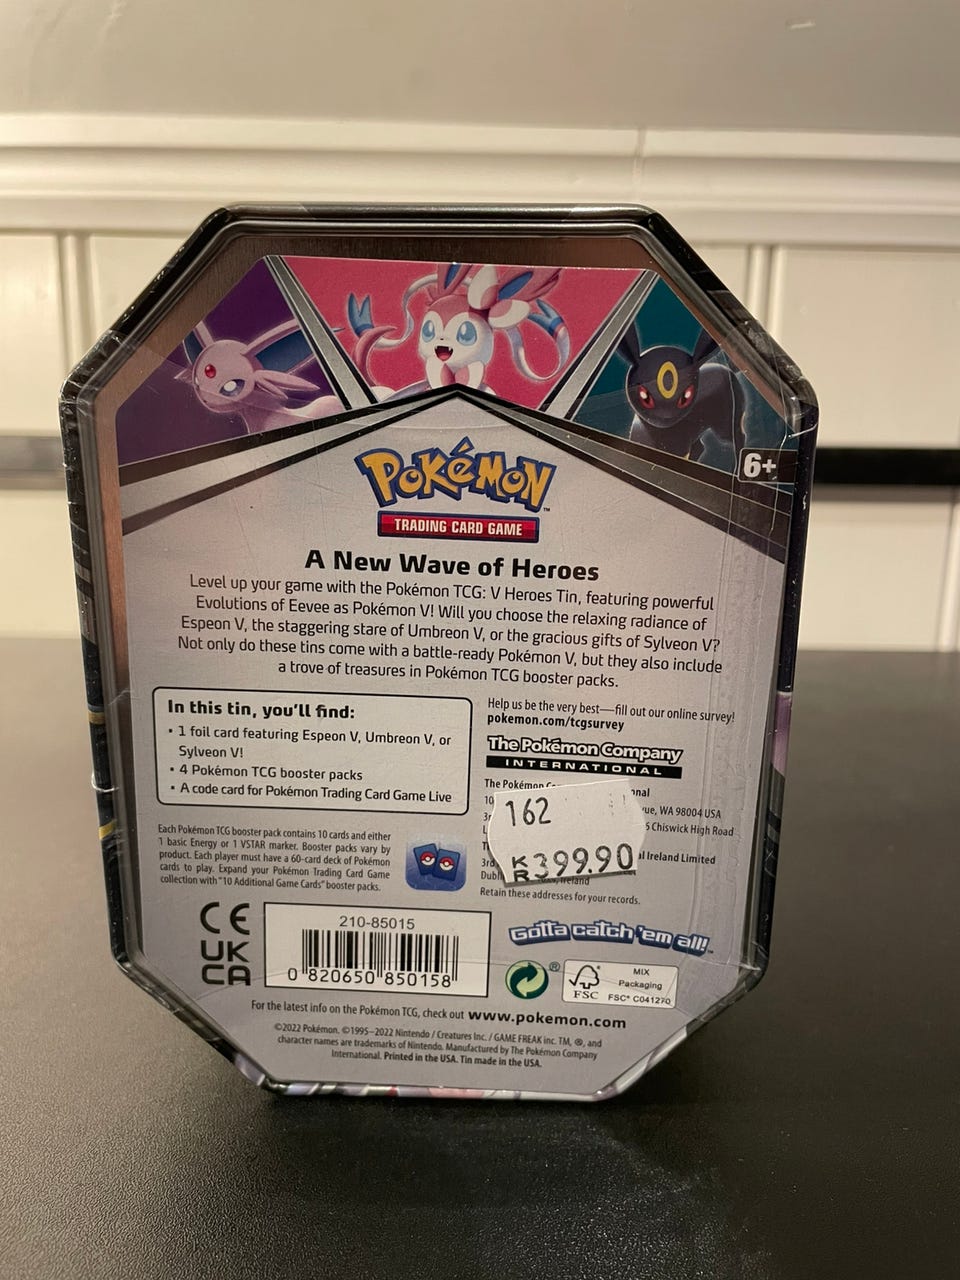 6+
POKéMON
TRADING CARD GAME
A New Wave of Heroes
Level up your game with the Pokémon TCG: V Heroes Tin, featuring powerful
Evolutions of Eevee as Pokémon V! Will you choose the relaxing radiance of
Espeon V, the staggering stare of Umbreon V, or the gracious gifts of Sylveon V?
Not only do these tins come with a battle-ready Pokémon V, but they also include
a trove of treasures in Pokémon TCG booster packs.
In this tin, you'll find:
• 1 foil card featuring Espeon V, Umbreon V, or
Sylveon V!
• 4 Pokémon TCG booster packs
• A code card for Pokémon Trading Card Game Live
Help us be the very best—fill out our online survey!
pokemon.com/tcgsurvey
The Pokémon Company
INTERNATIONAL
The Pokémon
WA 98004 USA
Chiswick High Road
Ireland Limited
Ireland
Retain these addresses for your records.
162
KR399.90
Each Pokémon TCG booster pack contains 10 cards and either
1 basic Energy or 1 VSTAR marker. Booster packs vary by
product. Each player must have a 60-card deck of Pokémon
cards to play. Expand your Pokémon Trading Card Game
collection with "10 Additional Game Cards" booster packs.
CE
UK
CA
210-85015
0 820650 850158
Gotta catch 'em all!™
®
FSC®
MIX
Packaging
FSC® C041270
For the latest info on the Pokémon TCG, check out www.pokemon.com
©2022 Pokémon. ©1995–2022 Nintendo / Creatures Inc. / GAME FREAK inc. TM, ®, and
character names are trademarks of Nintendo. Manufactured by The Pokémon Company
International. Printed in the USA. Tin made in the USA.